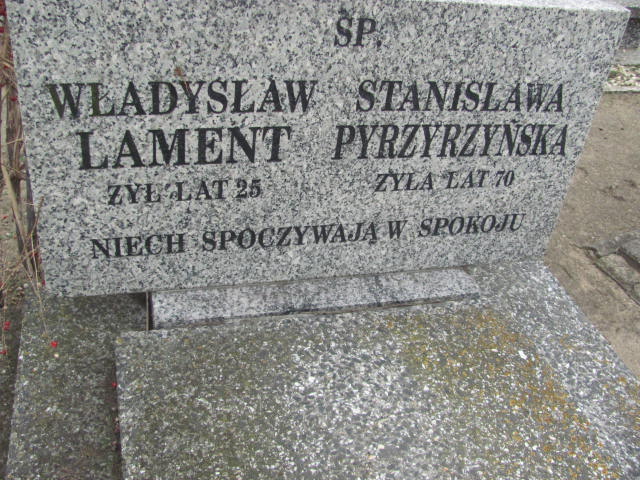 ŚP.
WŁADYSŁAW
LAMENT
ŻYŁ LAT 25
STANISŁAWA
PYRZYRZYŃSKA
ŻYŁA LAT 70
NIECH SPOCZYWAJĄ W SPOKOJU